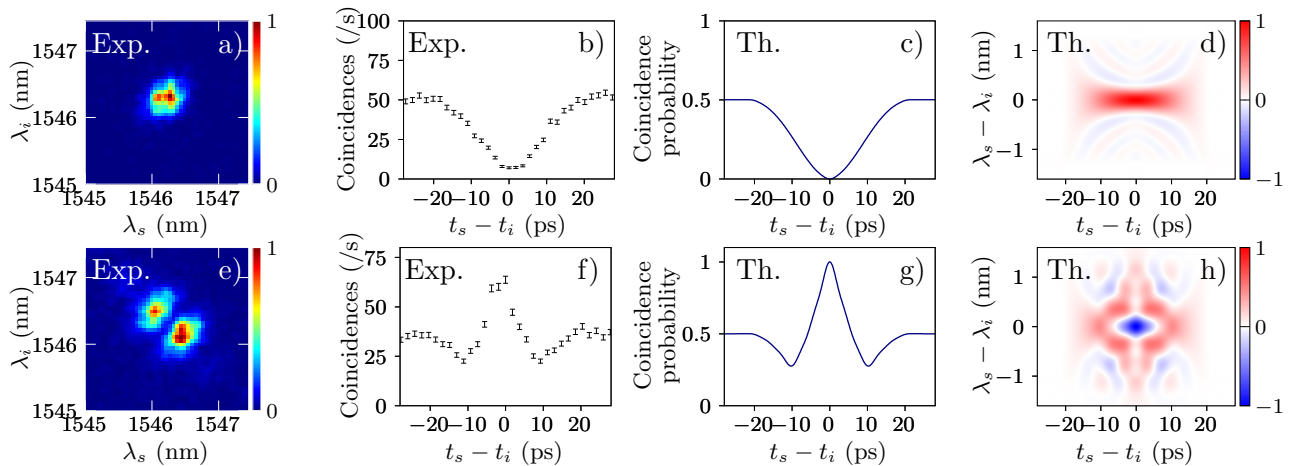 Exp. a)
1547
1546
1545
λi (nm)
1545 1546 1547
λs (nm)
1
0
Exp. b)
100
75
50
25
0
Coincidences (/s)
−20 −10 0 10 20
ts − ti (ps)
Th. c)
1
0.5
0
Coincidence
probability
−20 −10 0 10 20
ts − ti (ps)
Th. d)
1
0
−1
λs − λi (nm)
−20 −10 0 10 20
ts − ti (ps)
1
0
−1
Exp. e)
1547
1546
1545
λi (nm)
1545 1546 1547
λs (nm)
1
0
Exp. f)
75
50
25
0
Coincidences (/s)
−20 −10 0 10 20
ts − ti (ps)
Th. g)
1
0.5
0
Coincidence
probability
−20 −10 0 10 20
ts − ti (ps)
Th. h)
1
0
−1
λs − λi (nm)
−20 −10 0 10 20
ts − ti (ps)
1
0
−1